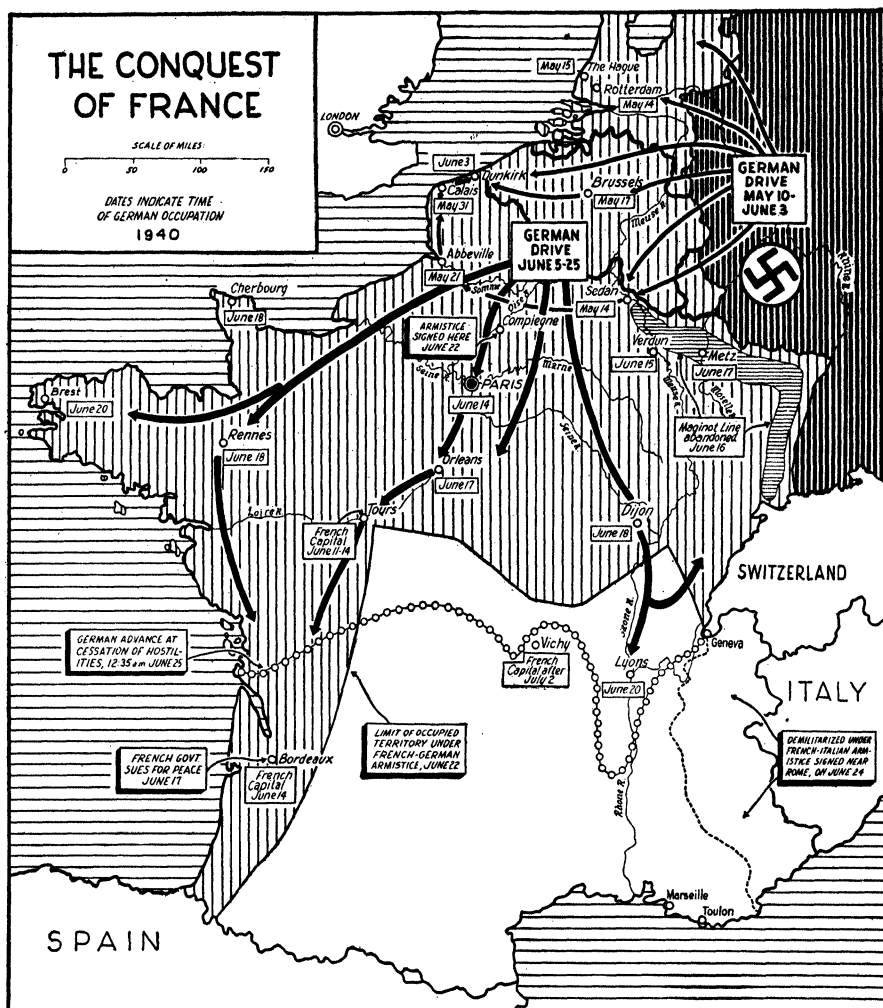 THE CONQUEST
OF FRANCE
SCALE OF MILES:
0 50 100 150
DATES INDICATE TIME
OF GERMAN OCCUPATION
1940
LONDON
May 15
The Hague
Rotterdam
May 14
June 3
Dunkirk
Calais
May 31
Brussels
May 17
GERMAN
DRIVE
MAY 10-
JUNE 3
Meuse R.
Rhine R.
GERMAN
DRIVE
JUNE 5-25
Abbeville
May 21
Somme
Oise R.
Sedan
May 14
Cherbourg
June 18
ARMISTICE
SIGNED HERE
JUNE 22
Compiegne
Verdun
June 15
Metz
June 17
Seine R.
PARIS
June 14
Marne
Meuse R.
Moselle
Maginot Line
abandoned
June 16
Brest
June 20
Rennes
June 18
Seine R.
Orleans
June 17
Loire R.
Tours
French
Capital
June 11-14
Dijon
June 18
SWITZERLAND
Saone R.
GERMAN ADVANCE AT
CESSATION OF HOSTIL-
ITIES, 12:35 am JUNE 25
Vichy
French
Capital after
July 2
Geneva
Lyons
June 20
ITALY
LIMIT OF OCCUPIED
TERRITORY UNDER
FRENCH-GERMAN
ARMISTICE, JUNE 22
DEMILITARIZED UNDER
FRENCH-ITALIAN ARM-
ISTICE SIGNED NEAR
ROME, ON JUNE 24
FRENCH GOVT
SUES FOR PEACE
JUNE 17
Bordeaux
French
Capital
June 14
Rhone R.
Marseille
Toulon
SPAIN